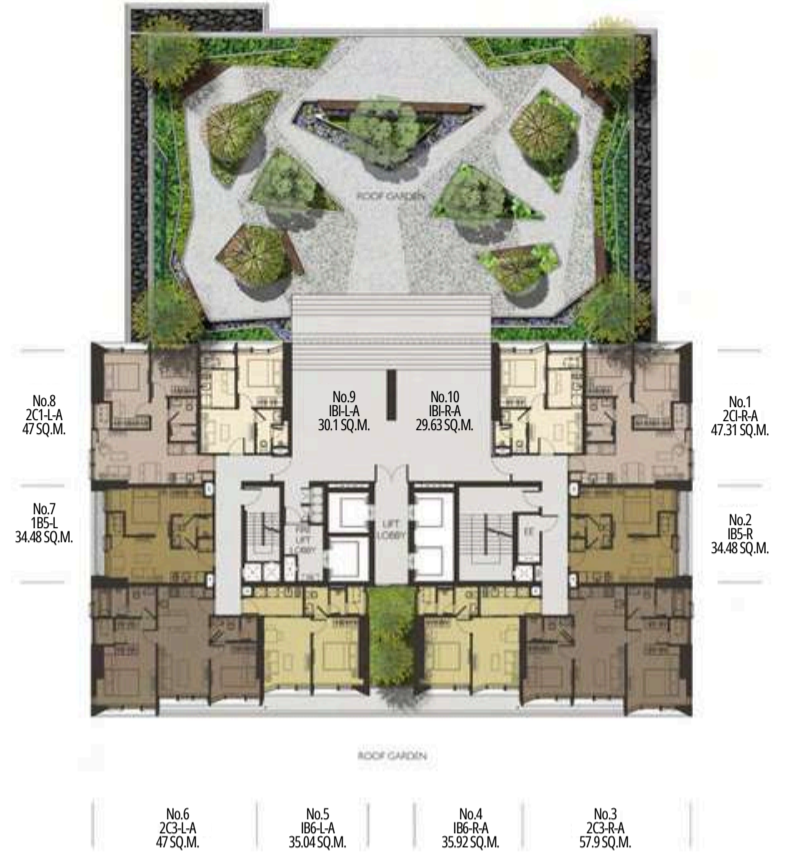 ROOF GARDEN
No.8
2C1-L-A
47 SQ.M.
No.9
IBI-L-A
30.1 SQ.M.
No.10
IBI-R-A
29.63 SQ.M.
No.1
2CI-R-A
47.31 SQ.M.
No.7
1B5-L
34.48 SQ.M.
No.2
IB5-R
34.48 SQ.M.
FIRE
LIFT
LOBBY
LIFT
LOBBY
EE
ROOF GARDEN
No.6
2C3-L-A
47 SQ.M.
No.5
IB6-L-A
35.04 SQ.M.
No.4
IB6-R-A
35.92 SQ.M.
No.3
2C3-R-A
57.9 SQ.M.